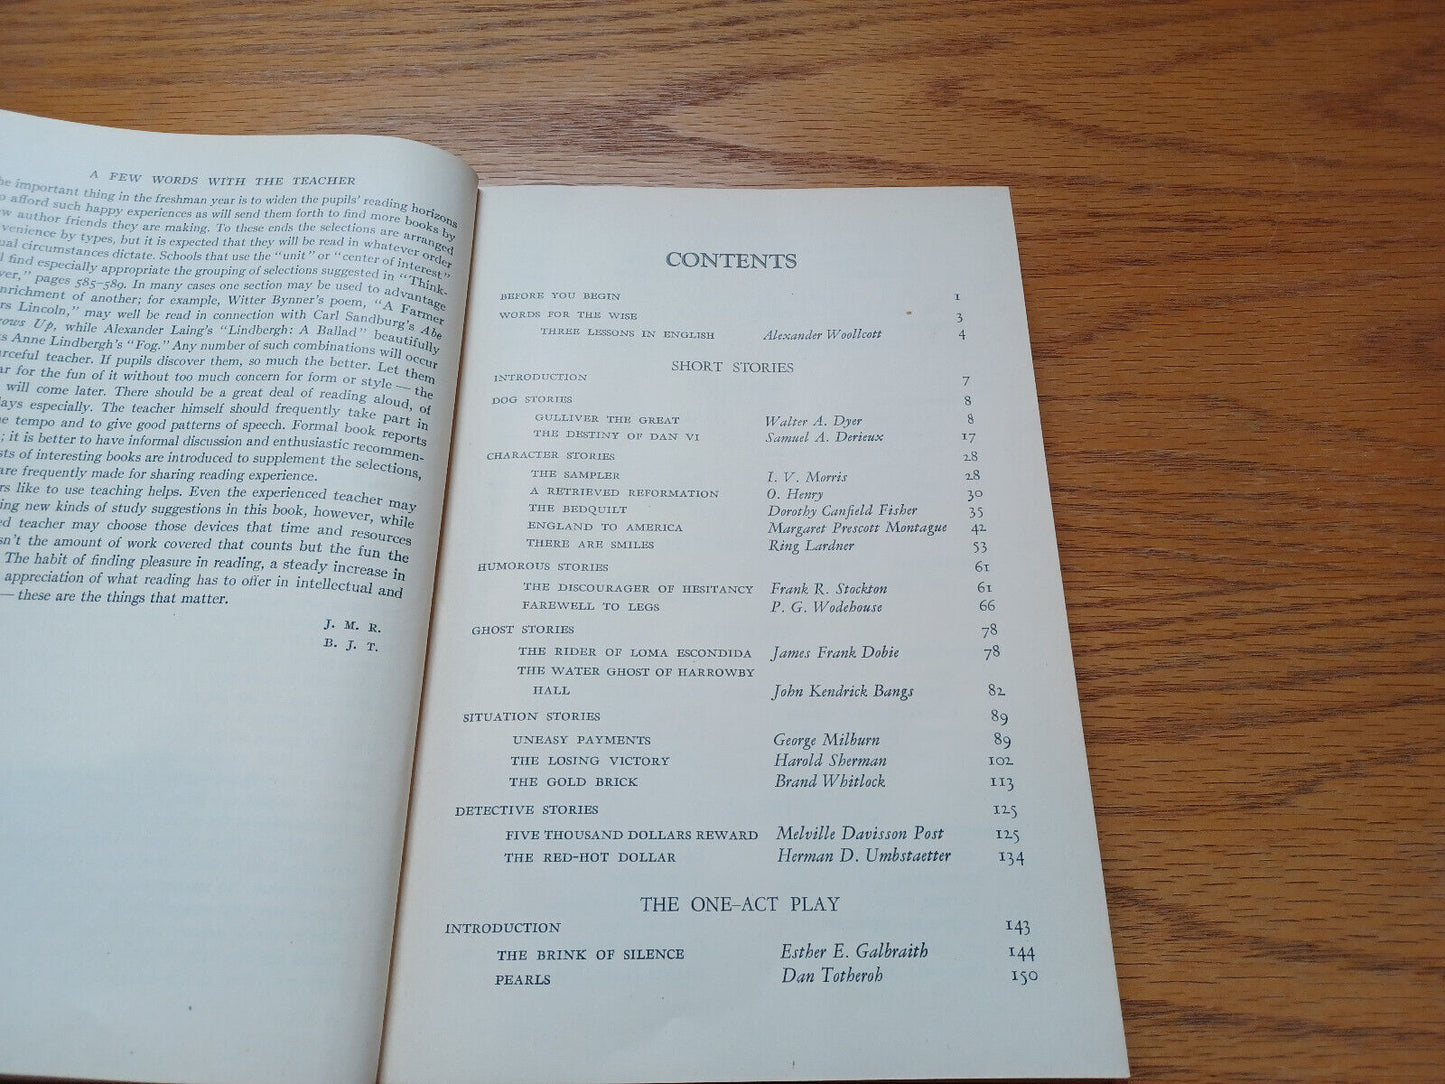 A FEW WORDS WITH THE TEACHER
he important thing in the freshman year is to widen the pupils' reading horizons
o afford such happy experiences as will send them forth to find more books by
w author friends they are making. To these ends the selections are arranged
venience by types, but it is expected that they will be read in whatever order
ual circumstances dictate. Schools that use the "unit" or "center of interest"
l find especially appropriate the grouping of selections suggested in "Think-
ver," pages 585–589. In many cases one section may be used to advantage
nrichment of another; for example, Witter Bynner's poem, "A Farmer
rs Lincoln," may well be read in connection with Carl Sandburg's Abe
rows Up, while Alexander Laing's "Lindbergh: A Ballad" beautifully
s Anne Lindbergh's "Fog." Any number of such combinations will occur
urceful teacher. If pupils discover them, so much the better. Let them
ar for the fun of it without too much concern for form or style — the
will come later. There should be a great deal of reading aloud, of
lays especially. The teacher himself should frequently take part in
e tempo and to give good patterns of speech. Formal book reports
; it is better to have informal discussion and enthusiastic recommen-
sts of interesting books are introduced to supplement the selections,
are frequently made for sharing reading experience.
rs like to use teaching helps. Even the experienced teacher may
ing new kinds of study suggestions in this book, however, while
ed teacher may choose those devices that time and resources
sn't the amount of work covered that counts but the fun the
The habit of finding pleasure in reading, a steady increase in
appreciation of what reading has to offer in intellectual and
— these are the things that matter.
J. M. R.
B. J. T.
CONTENTS
BEFORE YOU BEGIN 1
WORDS FOR THE WISE 3
THREE LESSONS IN ENGLISH Alexander Woollcott 4
SHORT STORIES
INTRODUCTION 7
DOG STORIES 8
GULLIVER THE GREAT Walter A. Dyer 8
THE DESTINY OF DAN VI Samuel A. Derieux 17
CHARACTER STORIES 28
THE SAMPLER I. V. Morris 28
A RETRIEVED REFORMATION O. Henry 30
THE BEDQUILT Dorothy Canfield Fisher 35
ENGLAND TO AMERICA Margaret Prescott Montague 42
THERE ARE SMILES Ring Lardner 53
HUMOROUS STORIES 61
THE DISCOURAGER OF HESITANCY Frank R. Stockton 61
FAREWELL TO LEGS P. G. Wodehouse 66
GHOST STORIES 78
THE RIDER OF LOMA ESCONDIDA James Frank Dobie 78
THE WATER GHOST OF HARROWBY
HALL John Kendrick Bangs 82
SITUATION STORIES 89
UNEASY PAYMENTS George Milburn 89
THE LOSING VICTORY Harold Sherman 102
THE GOLD BRICK Brand Whitlock 113
DETECTIVE STORIES 125
FIVE THOUSAND DOLLARS REWARD Melville Davisson Post 125
THE RED-HOT DOLLAR Herman D. Umbstaetter 134
THE ONE-ACT PLAY
INTRODUCTION 143
THE BRINK OF SILENCE Esther E. Galbraith 144
PEARLS Dan Totheroh 150